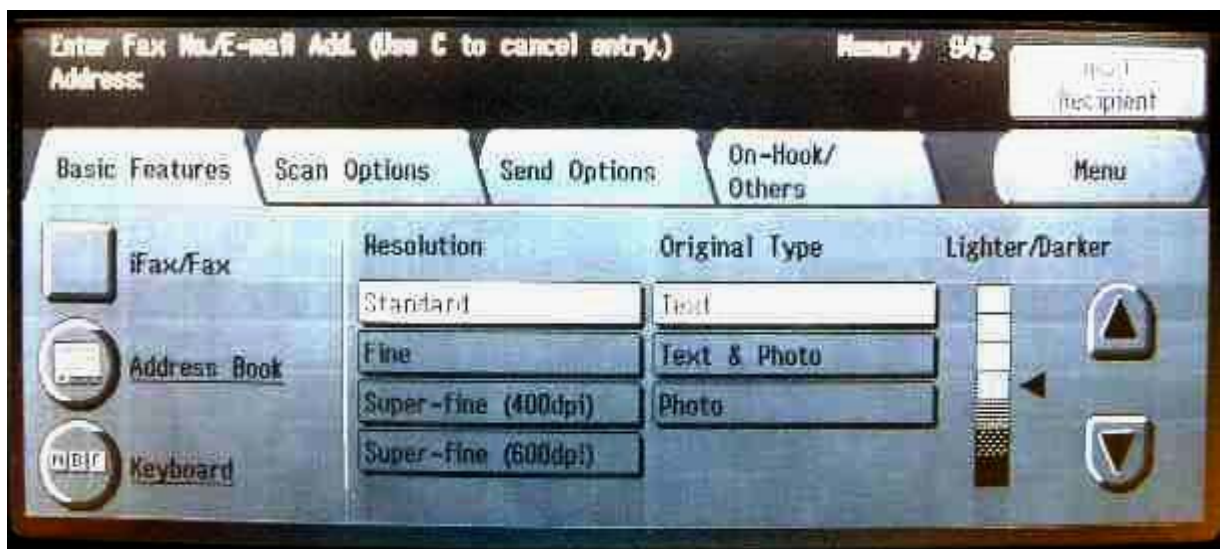 Enter Fax No./E-mail Add. (Use C to cancel entry.)
Memory 94%
Address:
Next
Recipient
Basic Features
Scan Options
Send Options
On-Hook/
Others
Menu
iFax/Fax
Resolution
Original Type
Lighter/Darker
Standard
Text
Fine
Text & Photo
Address Book
Super-fine (400dpi)
Photo
Super-fine (600dpi)
Keyboard